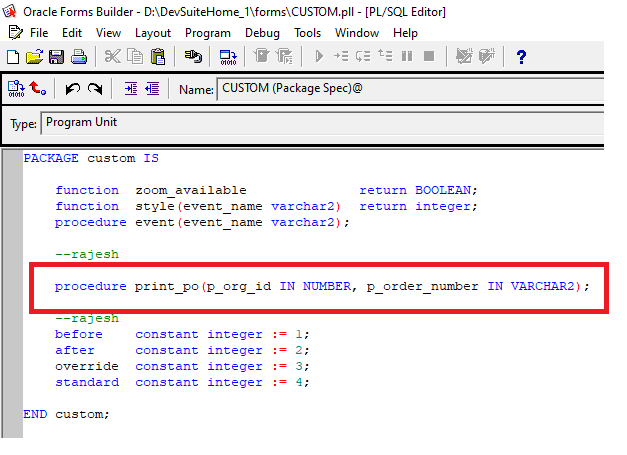 Oracle Forms Builder - D:\DevSuiteHome_1\forms\CUSTOM.pll - [PL/SQL Editor]
File Edit View Layout Program Debug Tools Window Help
Name: CUSTOM (Package Spec)@
Type: Program Unit
PACKAGE custom IS
function zoom_available return BOOLEAN;
function style(event_name varchar2) return integer;
procedure event(event_name varchar2);
--rajesh
procedure print_po(p_org_id IN NUMBER, p_order_number IN VARCHAR2);
--rajesh
before constant integer := 1;
after constant integer := 2;
override constant integer := 3;
standard constant integer := 4;
END custom;